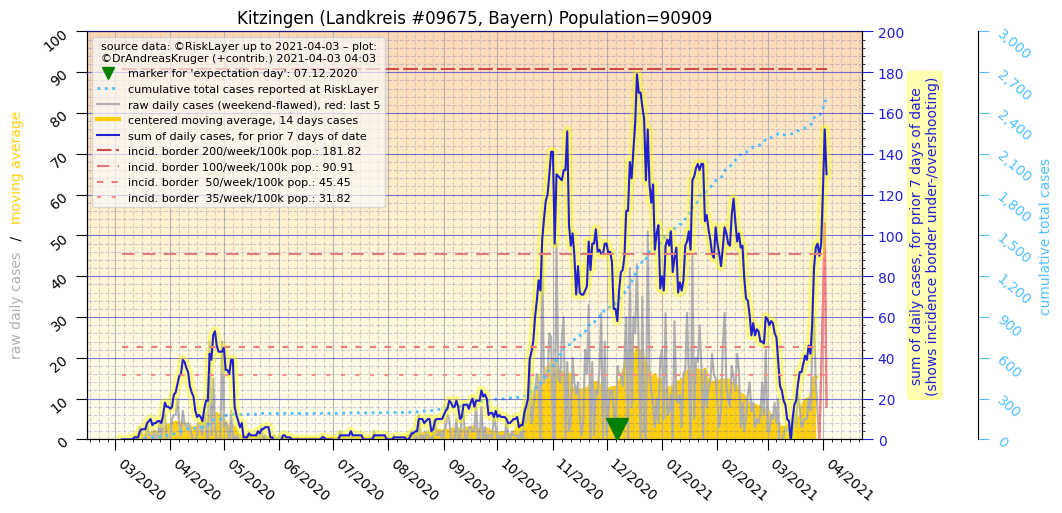 Kitzingen (Landkreis #09675, Bayern) Population=90909
source data: ©RiskLayer up to 2021-04-03 – plot:
©DrAndreasKruger (+contrib.) 2021-04-03 04:03
marker for 'expectation day': 07.12.2020
cumulative total cases reported at RiskLayer
raw daily cases (weekend-flawed), red: last 5
centered moving average, 14 days cases
sum of daily cases, for prior 7 days of date
incid. border 200/week/100k pop.: 181.82
incid. border 100/week/100k pop.: 90.91
incid. border  50/week/100k pop.: 45.45
incid. border  35/week/100k pop.: 31.82
raw daily cases / moving average
100
90
80
70
60
50
40
30
20
10
0
03/2020
04/2020
05/2020
06/2020
07/2020
08/2020
09/2020
10/2020
11/2020
12/2020
01/2021
02/2021
03/2021
04/2021
200
180
160
140
120
100
80
60
40
20
0
sum of daily cases, for prior 7 days of date
(shows incidence border under-/overshooting)
3,000
2,700
2,400
2,100
1,800
1,500
1,200
900
600
300
0
cumulative total cases